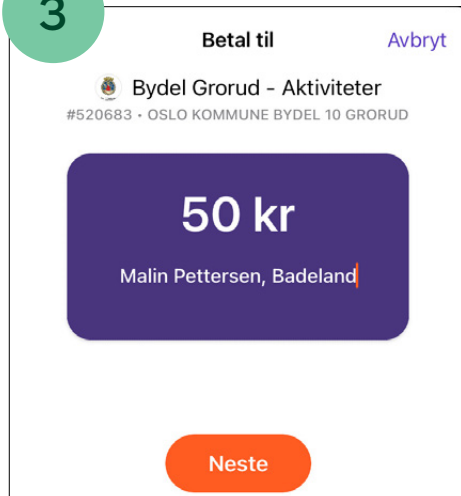 3
Betal til
Avbryt
Bydel Grorud - Aktiviteter
#520683 • OSLO KOMMUNE BYDEL 10 GRORUD
50 kr
Malin Pettersen, Badeland
Neste